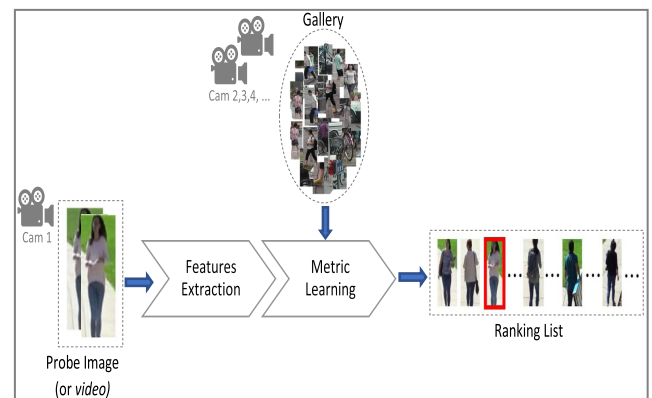 Gallery
Cam 2,3,4, ...
Cam 1
Features
Extraction
Metric
Learning
Ranking List
Probe Image
(or video)